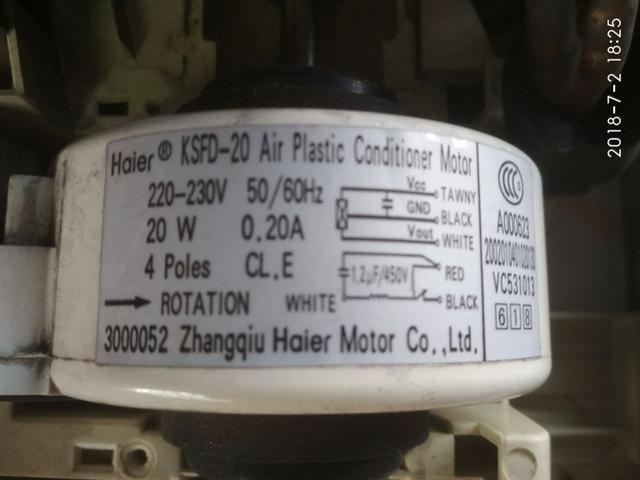 Haier® KSFD-20 Air Plastic Conditioner Motor
220-230V 50/60Hz
20 W 0.20A
4 Poles CL.E
→ ROTATION
3000052 Zhangqiu Haier Motor Co.,Ltd.
Vcc TAWNY
GND BLACK
Vout WHITE
1.2μF/450V RED
WHITE BLACK
CCC S
A000623
VC531013
618
2018-7-2 18:25